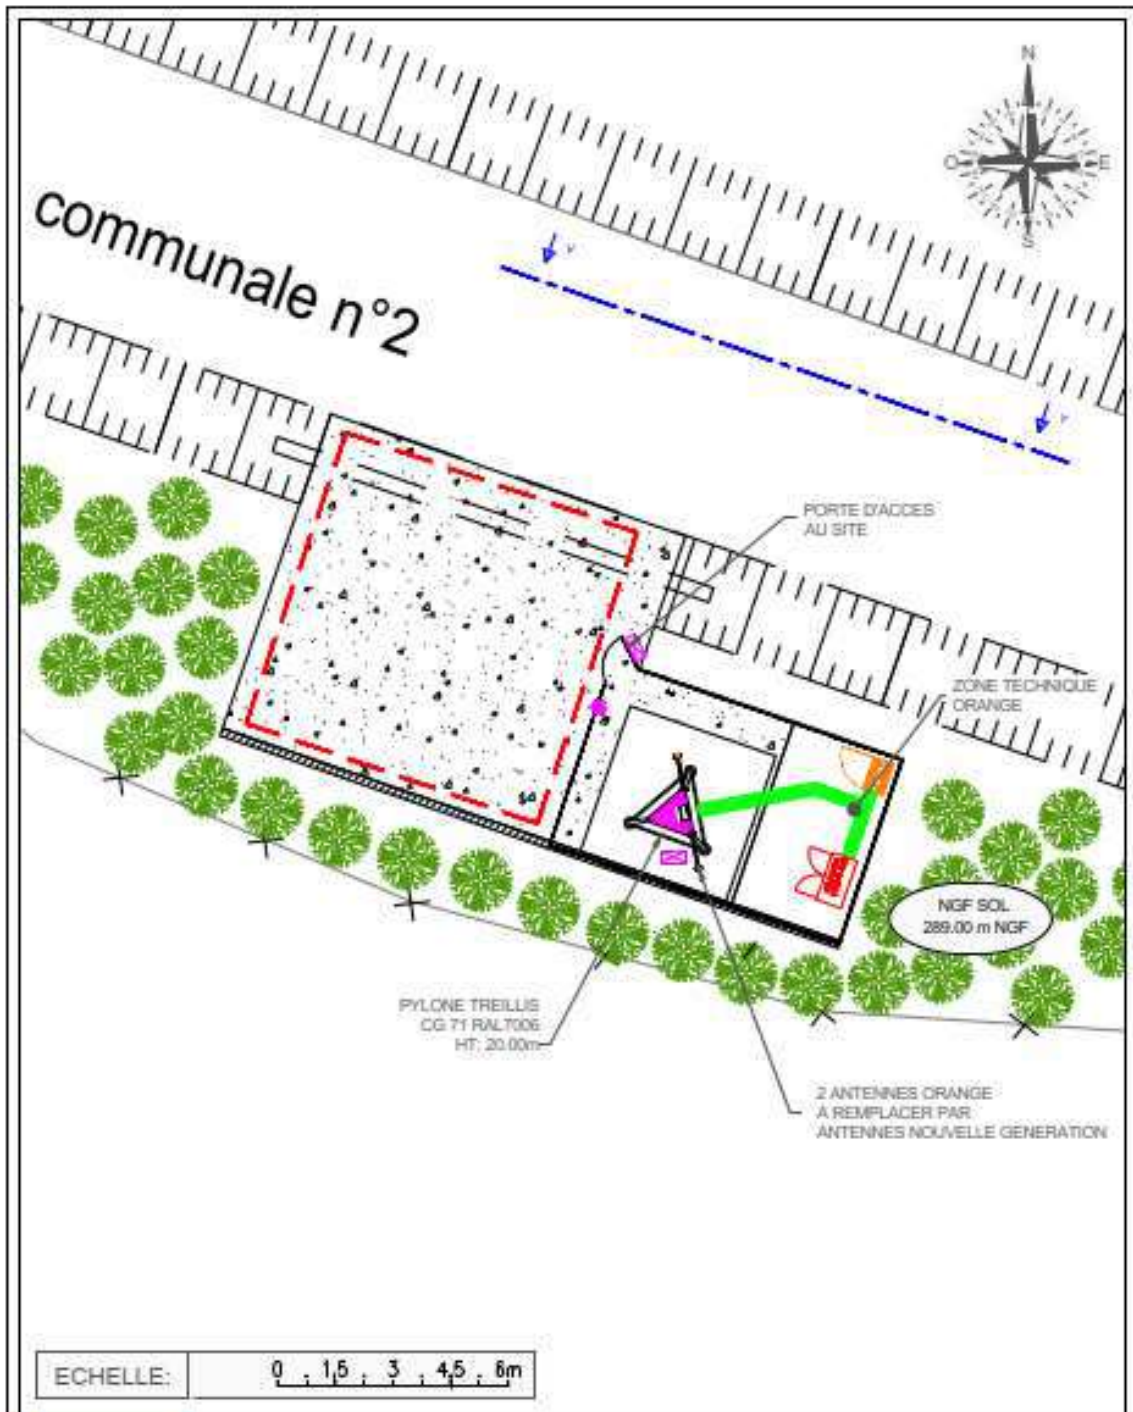 N
O
E
S
communale n°2
v
v
PORTE D'ACCES
AU SITE
ZONE TECHNIQUE
ORANGE
NGF SOL
289.00 m NGF
PYLONE TREILLIS
CG 71 RAL7006
HT: 20.00m
2 ANTENNES ORANGE
A REMPLACER PAR
ANTENNES NOUVELLE GENERATION
ECHELLE:
0 1,5 3 4,5 6m